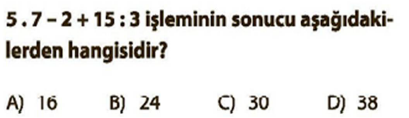 5 . 7 – 2 + 15 : 3 işleminin sonucu aşağıdaki-
lerden hangisidir?
A) 16 B) 24 C) 30 D) 38